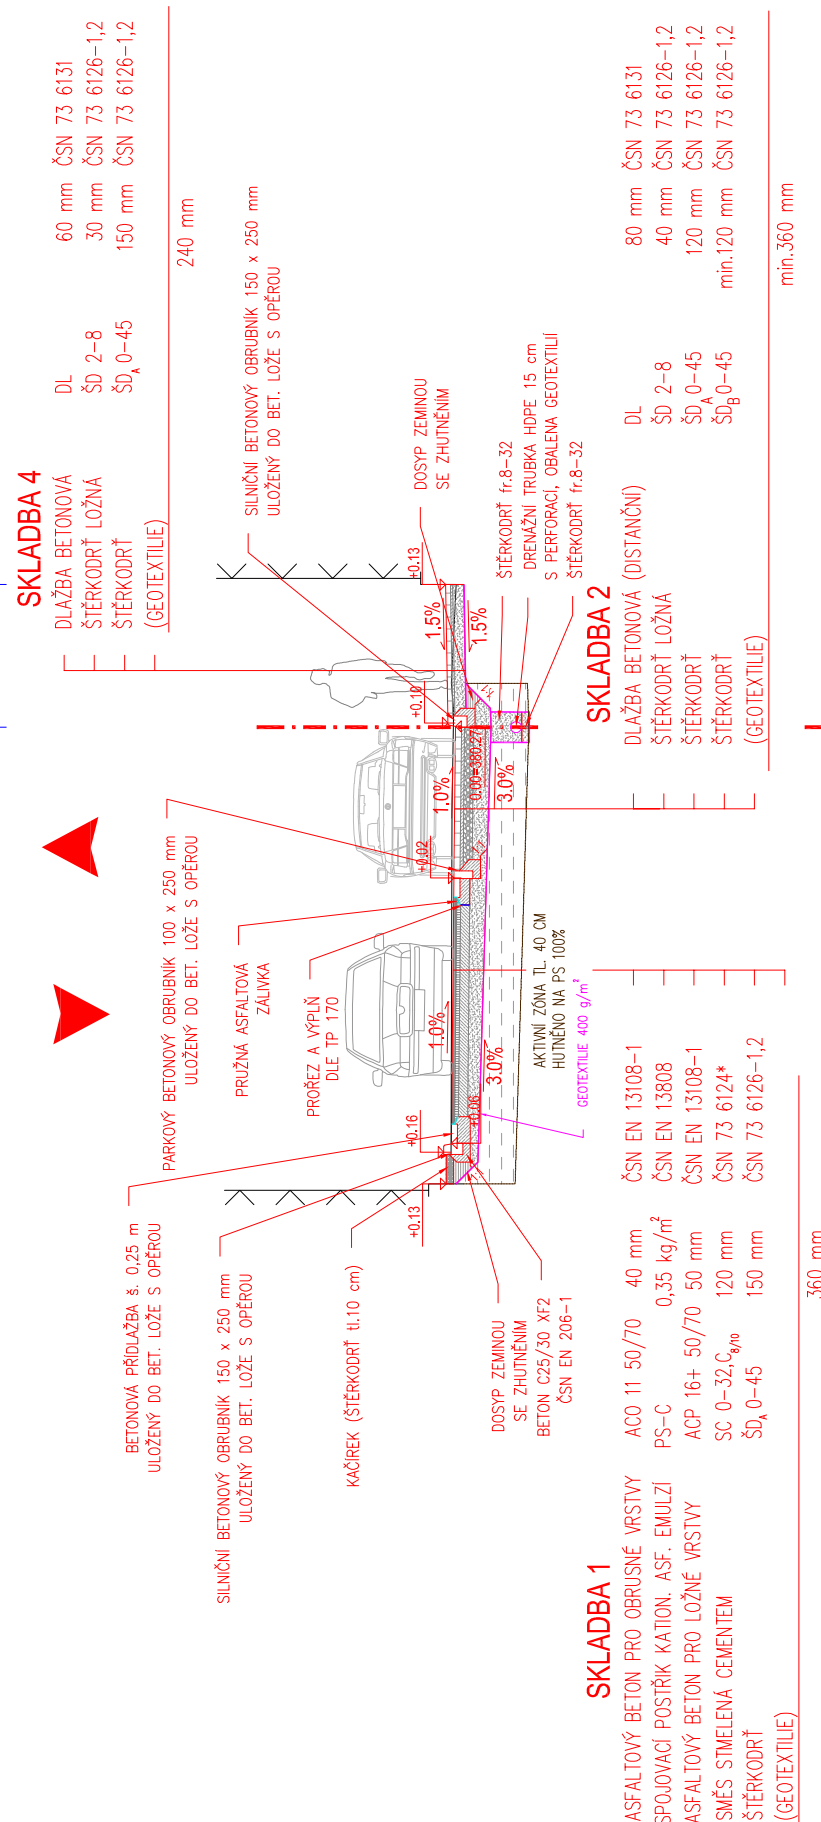 SKLADBA 4
DLAŽBA BETONOVÁ DL 60 mm ČSN 73 6131
ŠTĚRKODRŤ LOŽNÁ ŠD 2-8 30 mm ČSN 73 6126-1,2
ŠTĚRKODRŤ ŠDA 0-45 150 mm ČSN 73 6126-1,2
(GEOTEXTILIE)
240 mm
SILNIČNÍ BETONOVÝ OBRUBNÍK 150 x 250 mm
ULOŽENÝ DO BET. LOŽE S OPĚROU
DOSYP ZEMINOU
SE ZHUTNĚNÍM
ŠTĚRKODRŤ fr.8-32
DRENÁŽNÍ TRUBKA HDPE 15 cm
S PERFORACÍ, OBALENA GEOTEXTILIÍ
ŠTĚRKODRŤ fr.8-32
SKLADBA 2
DLAŽBA BETONOVÁ (DISTANČNÍ) DL 80 mm ČSN 73 6131
ŠTĚRKODRŤ LOŽNÁ ŠD 2-8 40 mm ČSN 73 6126-1,2
ŠTĚRKODRŤ ŠDA 0-45 120 mm ČSN 73 6126-1,2
ŠTĚRKODRŤ ŠDB 0-45 min.120 mm ČSN 73 6126-1,2
(GEOTEXTILIE)
min.360 mm
PARKOVÝ BETONOVÝ OBRUBNÍK 100 x 250 mm
ULOŽENÝ DO BET. LOŽE S OPĚROU
PRUŽNÁ ASFALTOVÁ
ZÁLIVKA
PROŘEZ A VÝPLŇ
DLE TP 170
+0.13
1.5%
1.5%
+0.10
0.00=380.27
1.0%
3.0%
+0.02
1.0%
3.0%
+0.16
+0.06
+0.13
AKTIVNÍ ZÓNA TL. 40 CM
HUTNĚNO NA PS 100%
GEOTEXTILIE 400 g/m²
BETONOVÁ PŘÍDLAŽBA š. 0,25 m
ULOŽENÝ DO BET. LOŽE S OPĚROU
SILNIČNÍ BETONOVÝ OBRUBNÍK 150 x 250 mm
ULOŽENÝ DO BET. LOŽE S OPĚROU
KAČÍREK (ŠTĚRKODRŤ tl.10 cm)
DOSYP ZEMINOU
SE ZHUTNĚNÍM
BETON C25/30 XF2
ČSN EN 206-1
SKLADBA 1
ASFALTOVÝ BETON PRO OBRUSNÉ VRSTVY ACO 11 50/70 40 mm ČSN EN 13108-1
SPOJOVACÍ POSTŘIK KATION. ASF. EMULZÍ PS-C 0,35 kg/m² ČSN EN 13808
ASFALTOVÝ BETON PRO LOŽNÉ VRSTVY ACP 16+ 50/70 50 mm ČSN EN 13108-1
SMĚS STMELENÁ CEMENTEM SC 0-32,C8/10 120 mm ČSN 73 6124*
ŠTĚRKODRŤ ŠDA 0-45 150 mm ČSN 73 6126-1,2
(GEOTEXTILIE)
360 mm